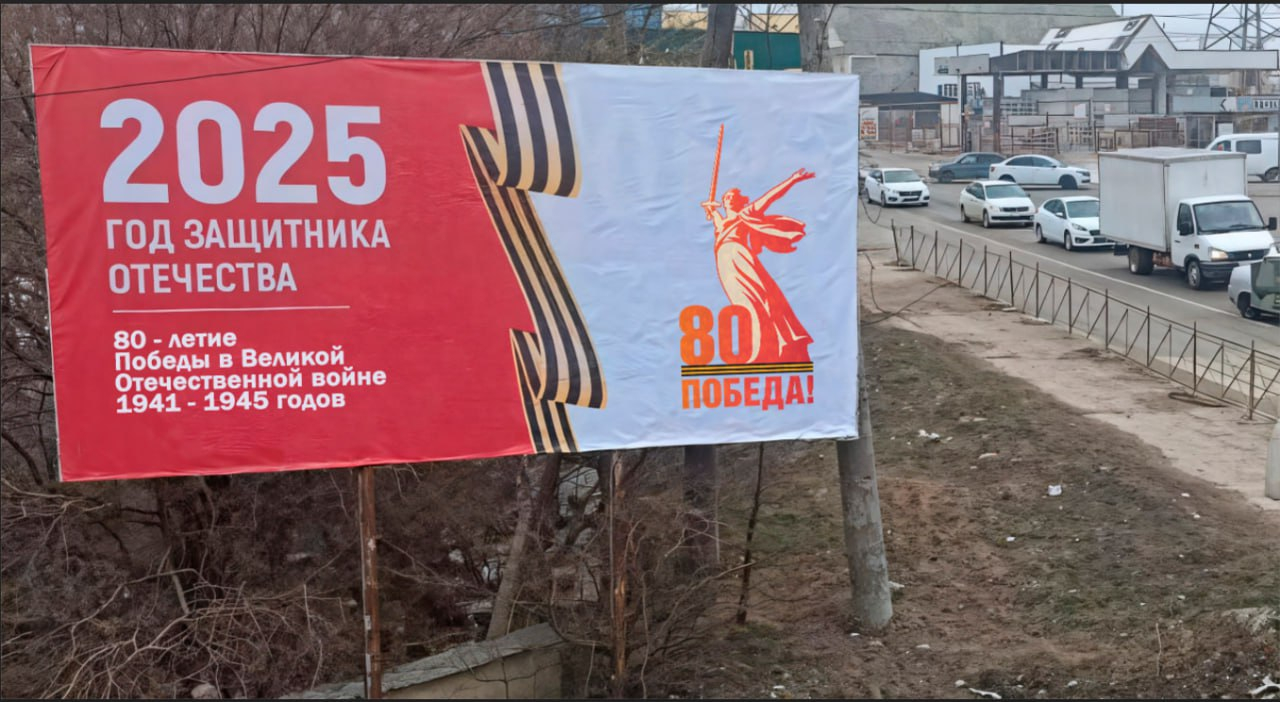 2025
ГОД ЗАЩИТНИКА
ОТЕЧЕСТВА
80 - летие
Победы в Великой
Отечественной войне
1941 - 1945 годов
80
ПОБЕДА!